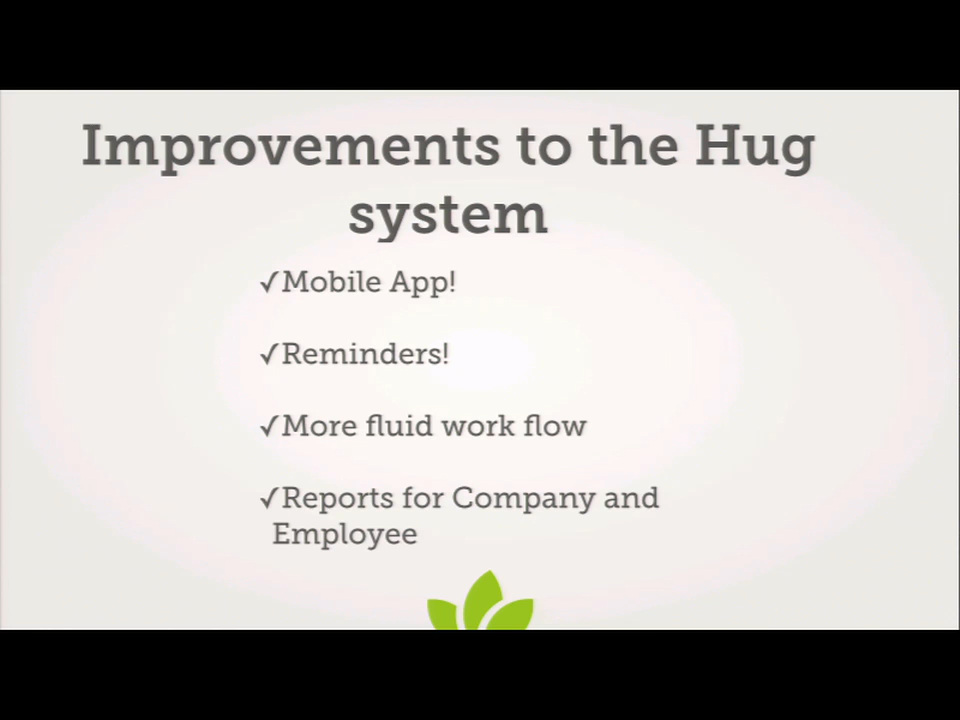 Improvements to the Hug
system
✓Mobile App!
✓Reminders!
✓More fluid work flow
✓Reports for Company and
Employee